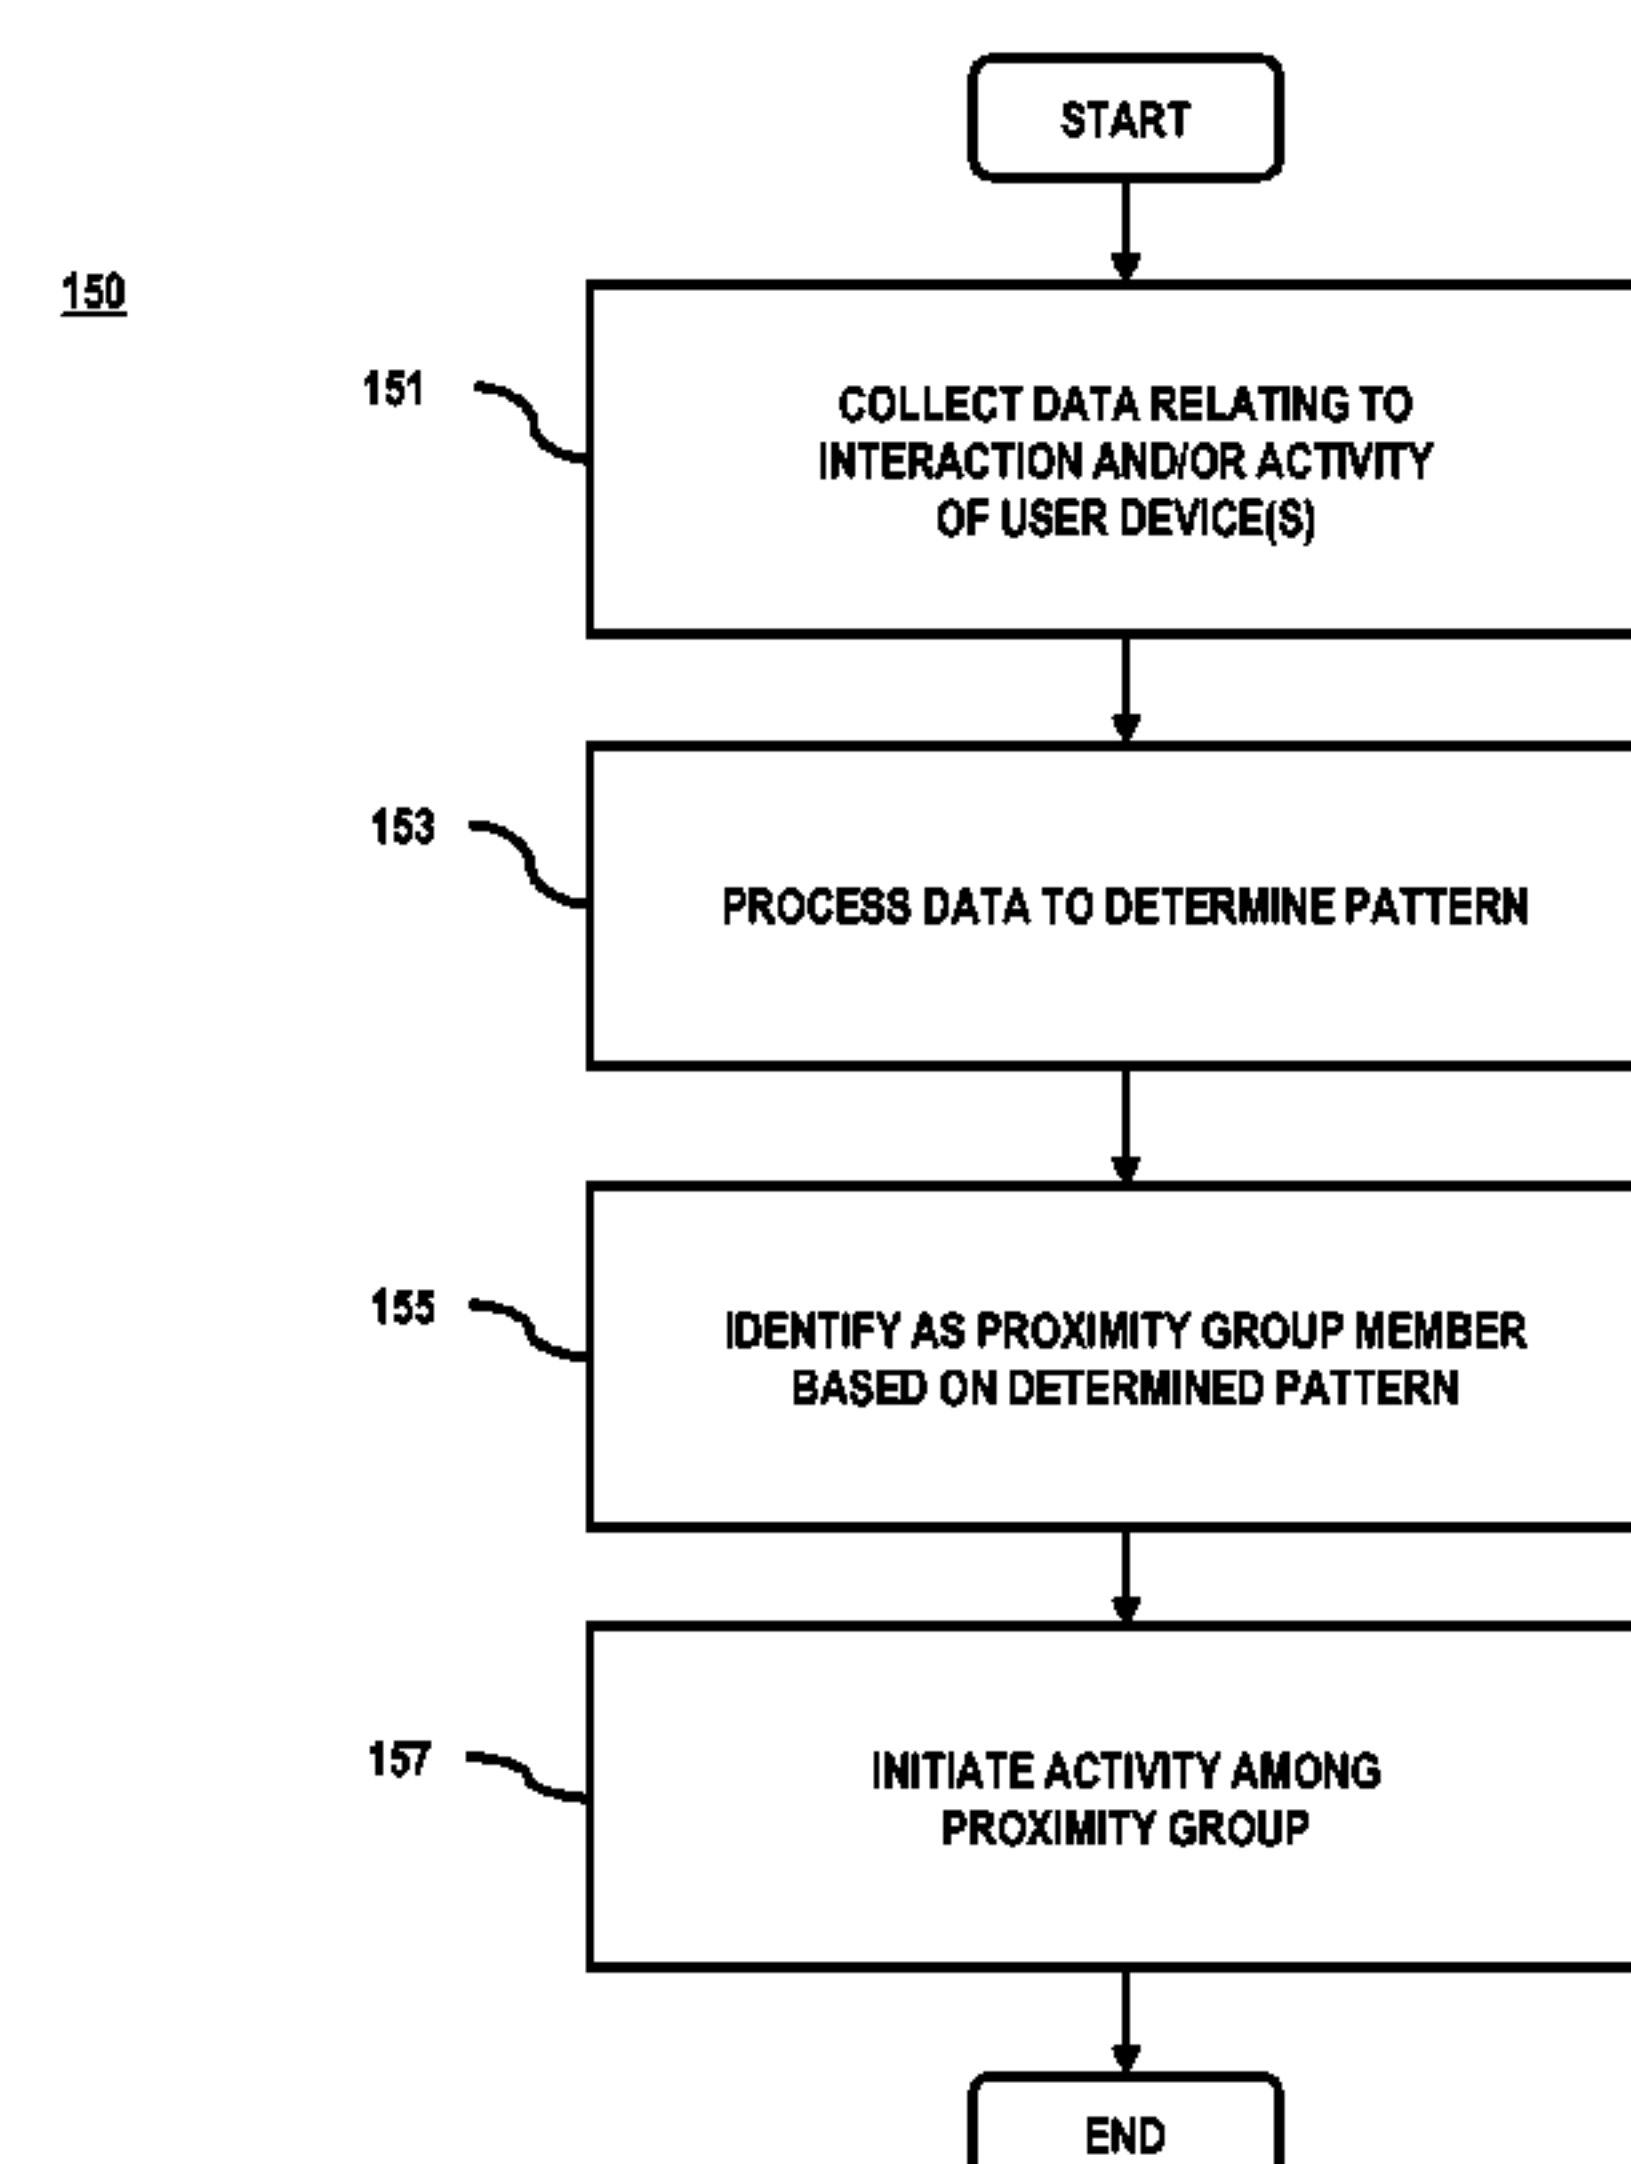 START
150
151
COLLECT DATA RELATING TO
INTERACTION AND/OR ACTIVITY
OF USER DEVICE(S)
153
PROCESS DATA TO DETERMINE PATTERN
155
IDENTIFY AS PROXIMITY GROUP MEMBER
BASED ON DETERMINED PATTERN
157
INITIATE ACTIVITY AMONG
PROXIMITY GROUP
END